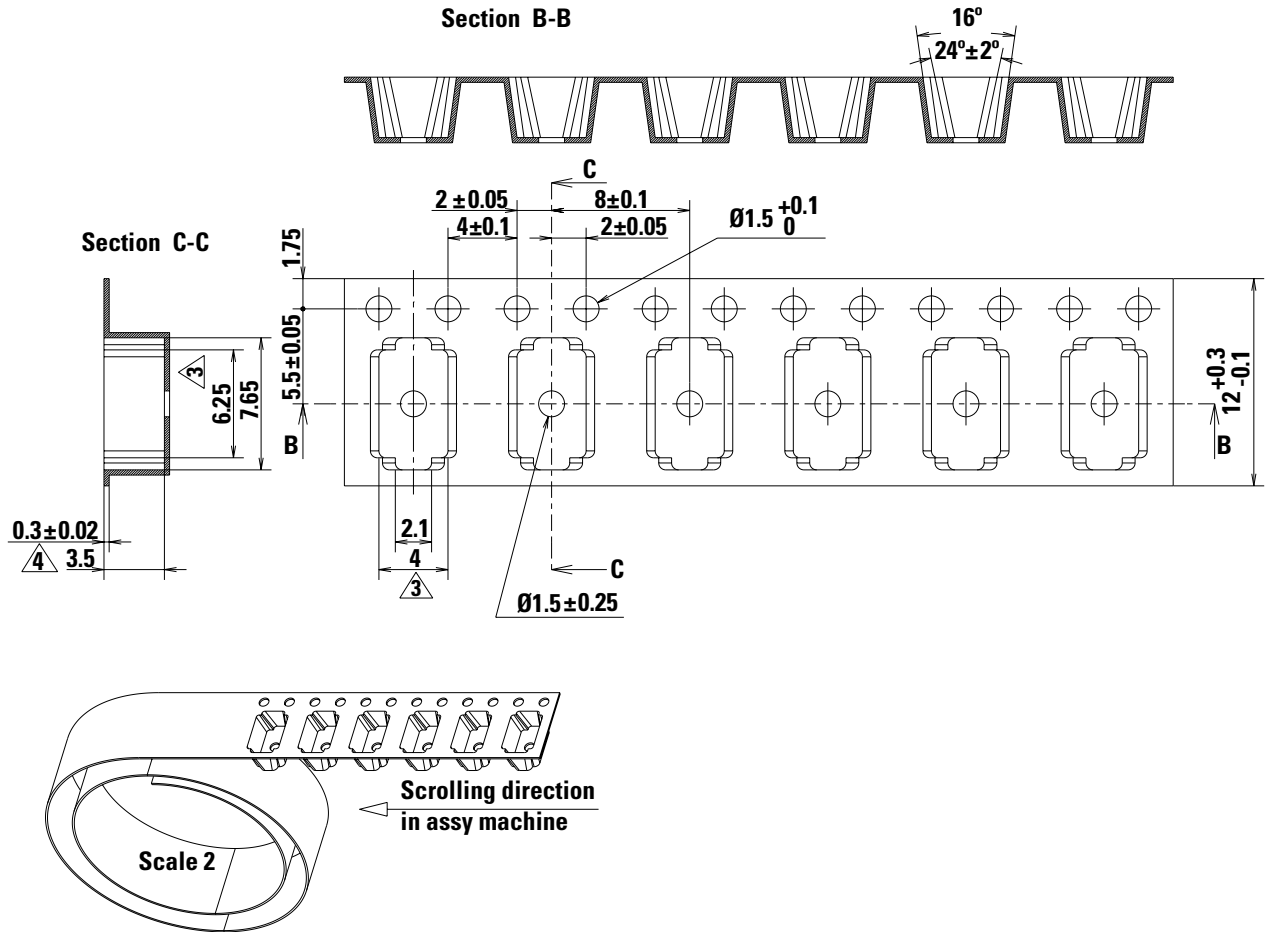 Section B-B
16º
24º±2º
C
2±0.05
8±0.1
4±0.1
2±0.05
Ø1.5 +0.1
0
Section C-C
1.75
5.5±0.05
3
6.25
7.65
12 +0.3
-0.1
B
B
0.3±0.02
4
3.5
2.1
4
3
C
Ø1.5±0.25
Scrolling direction
in assy machine
Scale 2